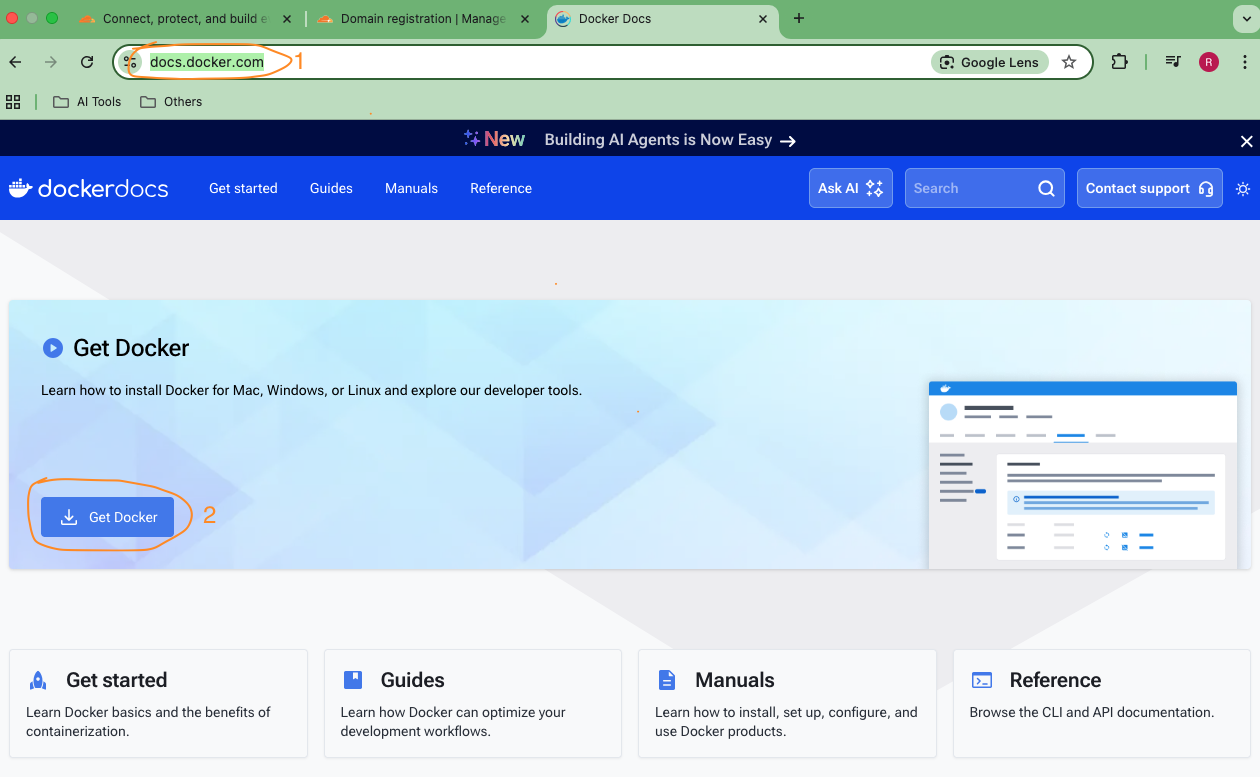 Connect, protect, and build e
Domain registration | Manage
Docker Docs
docs.docker.com
1
Google Lens
R
AI Tools
Others
New
Building AI Agents is Now Easy →
dockerdocs
Get started
Guides
Manuals
Reference
Ask AI
Search
Contact support
Get Docker
Learn how to install Docker for Mac, Windows, or Linux and explore our developer tools.
Get Docker
2
Get started
Learn Docker basics and the benefits of
containerization.
Guides
Learn how Docker can optimize your
development workflows.
Manuals
Learn how to install, set up, configure, and
use Docker products.
Reference
Browse the CLI and API documentation.